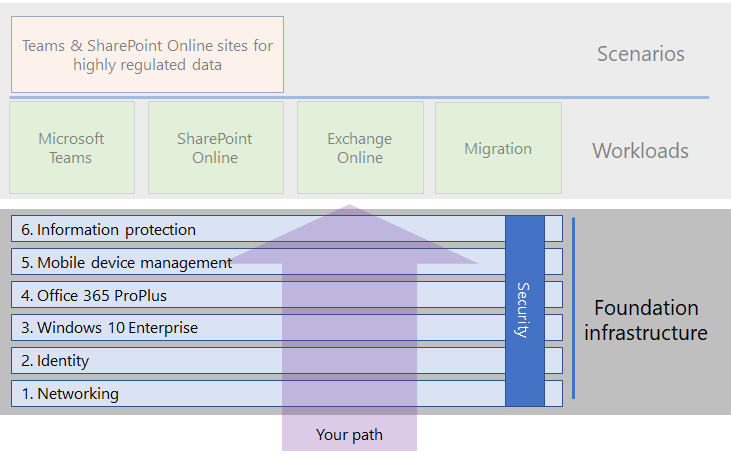 Teams & SharePoint Online sites for
highly regulated data
Scenarios
Microsoft
Teams
SharePoint
Online
Exchange
Online
Migration
Workloads
6. Information protection
5. Mobile device management
4. Office 365 ProPlus
3. Windows 10 Enterprise
2. Identity
1. Networking
Security
Foundation
infrastructure
Your path